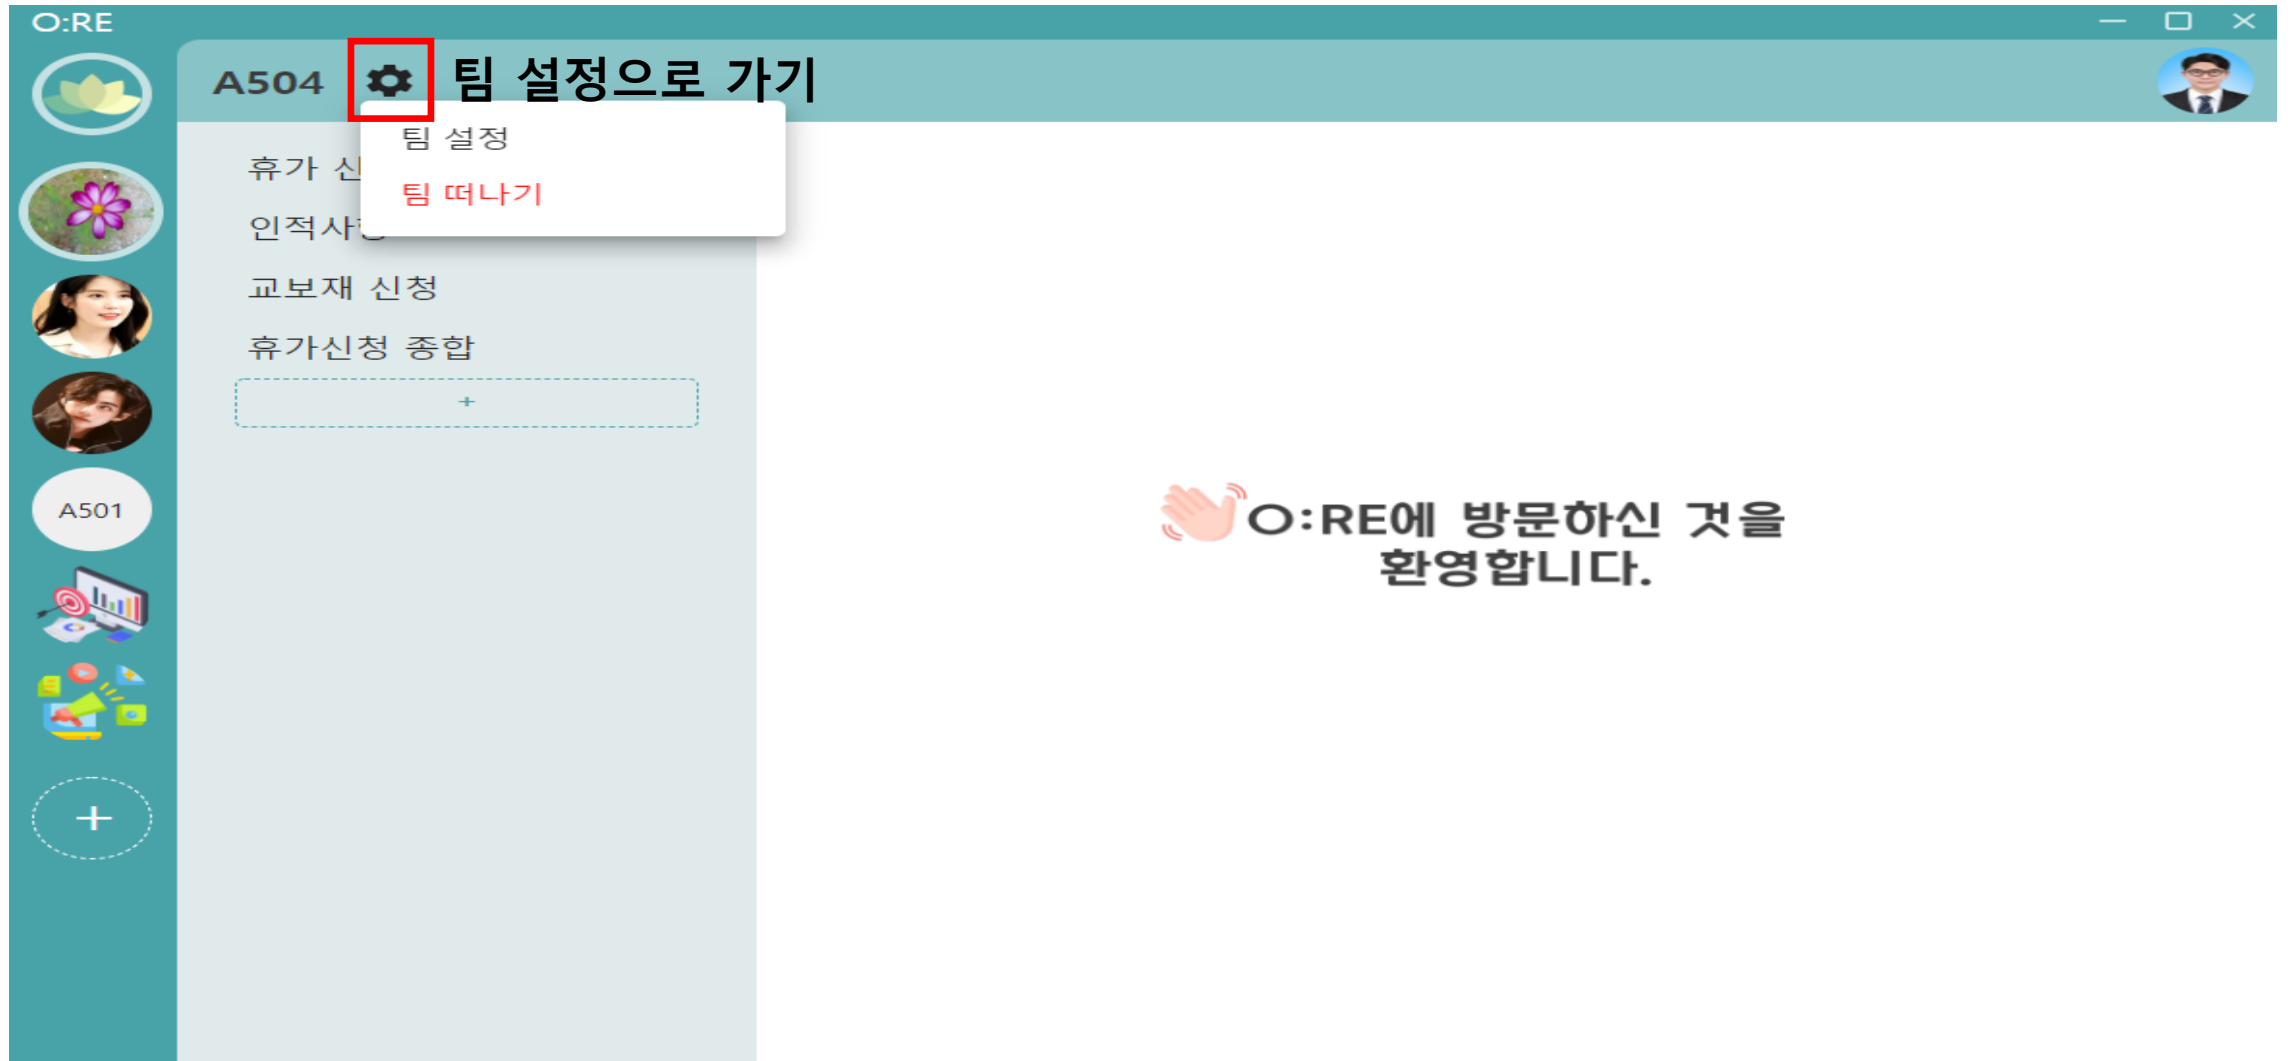 O:RE
A504 팀 설정으로 가기
팀 설정
팀 떠나기
휴가 신
인적사항
교보재 신청
휴가신청 종합
+
A501
+
O:RE에 방문하신 것을
환영합니다.